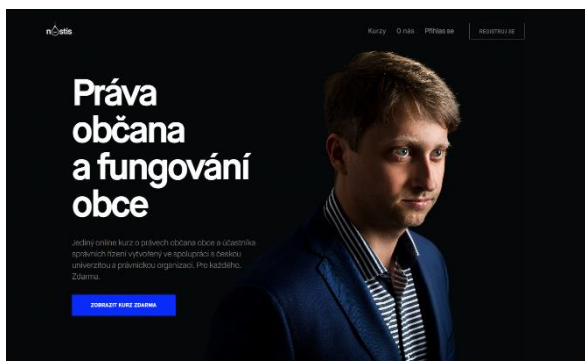 nostis
Kurzy O nás Přihlas se REGISTRUJ SE
Práva
občana
a fungování
obce
Jediný online kurz o právech občana obce a účastníka
správních řízení vytvořený ve spolupráci s českou
univerzitou a právnickou organizací. Pro každého.
Zdarma.
ZOBRAZIT KURZ ZDARMA